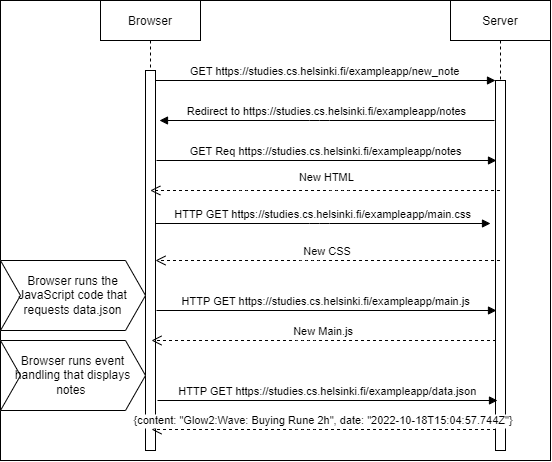 Browser
Server
GET https://studies.cs.helsinki.fi/exampleapp/new_note
Redirect to https://studies.cs.helsinki.fi/exampleapp/notes
GET Req https://studies.cs.helsinki.fi/exampleapp/notes
New HTML
HTTP GET https://studies.cs.helsinki.fi/exampleapp/main.css
New CSS
Browser runs the
JavaScript code that
requests data.json
HTTP GET https://studies.cs.helsinki.fi/exampleapp/main.js
New Main.js
Browser runs event
handling that displays
notes
HTTP GET https://studies.cs.helsinki.fi/exampleapp/data.json
{content: "Glow2:Wave: Buying Rune 2h", date: "2022-10-18T15:04:57.744Z"}